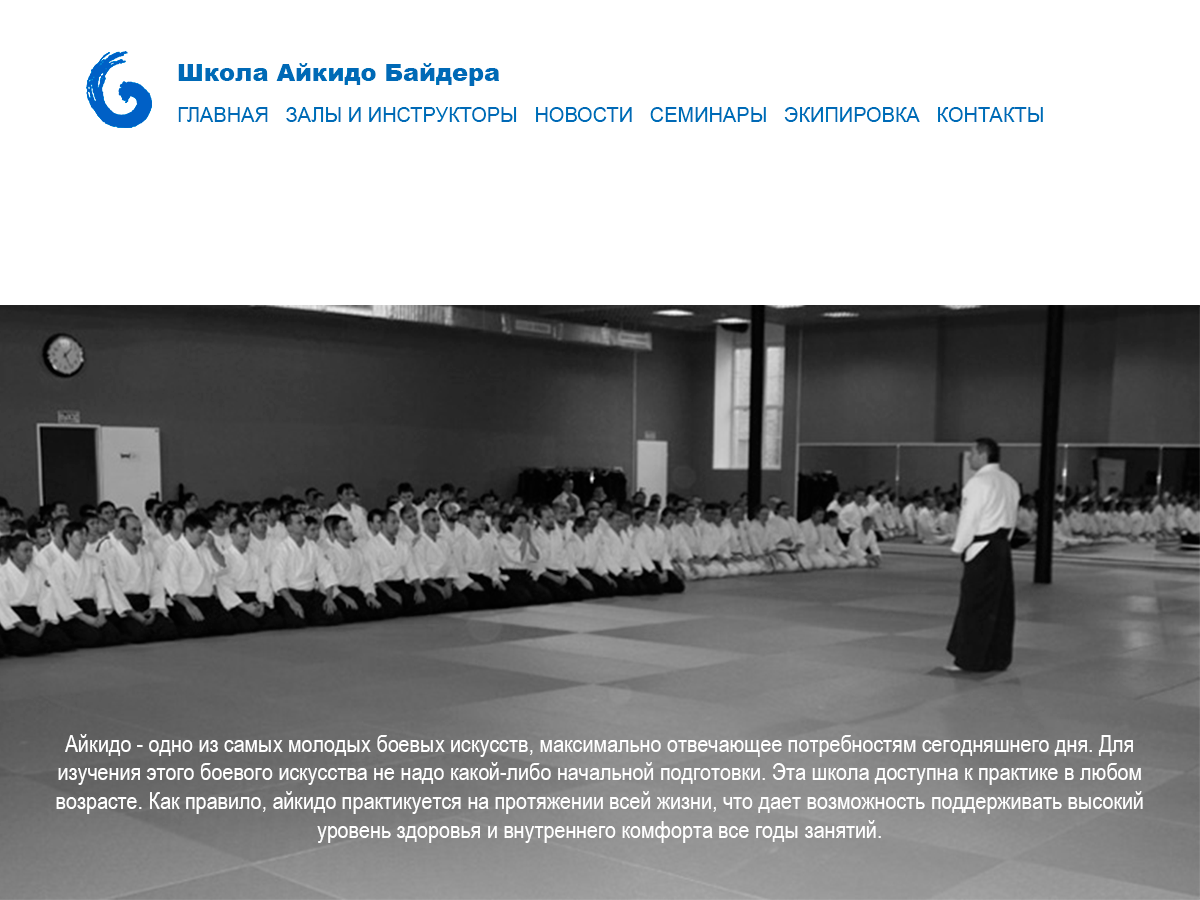 Школа Айкидо Байдера
ГЛАВНАЯ ЗАЛЫ И ИНСТРУКТОРЫ НОВОСТИ СЕМИНАРЫ ЭКИПИРОВКА КОНТАКТЫ
Айкидо - одно из самых молодых боевых искусств, максимально отвечающее потребностям сегодняшнего дня. Для
изучения этого боевого искусства не надо какой-либо начальной подготовки. Эта школа доступна к практике в любом
возрасте. Как правило, айкидо практикуется на протяжении всей жизни, что дает возможность поддерживать высокий
уровень здоровья и внутреннего комфорта все годы занятий.